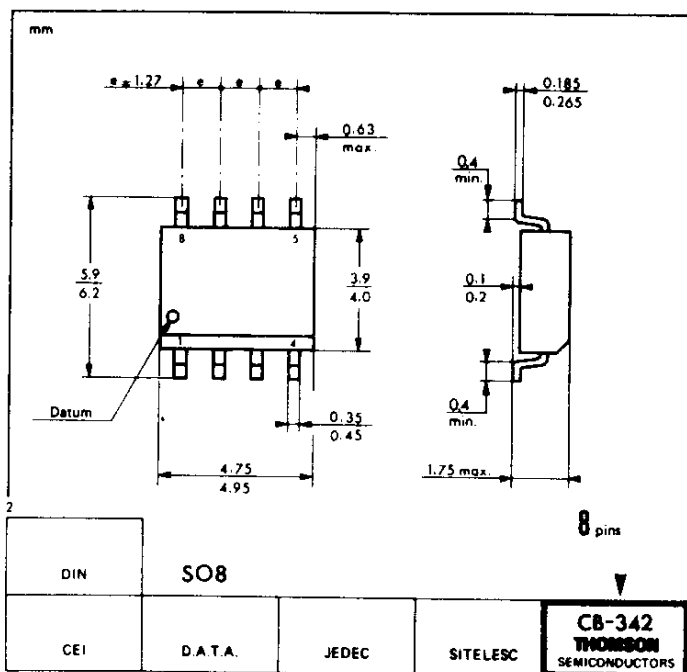 mm
e = 1.27 e e e
0.185
0.265
0.63
max.
0.4
min.
8 5
5.9
6.2
3.9
4.0
0.1
0.2
1 4
Datum
0.35
0.45
0.4
min.
4.75
4.95
1.75 max.
2
8 pins
DIN SO8
CEI D.A.T.A. JEDEC SITELESC
CB-342
THOMSON
SEMICONDUCTORS